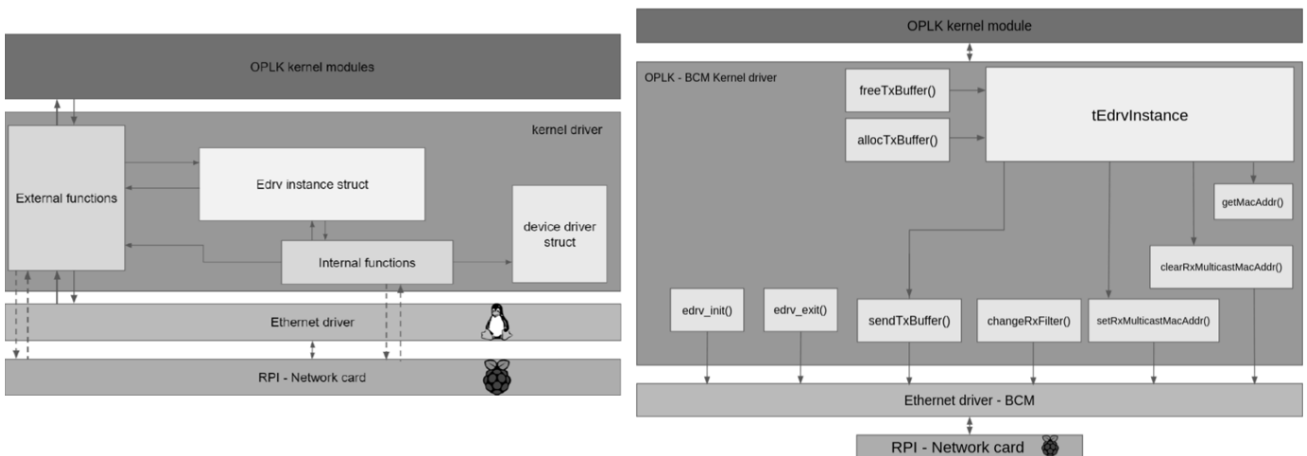 OPLK kernel modules
kernel driver
External functions
Edrv instance struct
device driver
struct
Internal functions
Ethernet driver
RPI - Network card
OPLK kernel module
OPLK - BCM Kernel driver
freeTxBuffer()
tEdrvInstance
allocTxBuffer()
getMacAddr()
clearRxMulticastMacAddr()
edrv_init()
edrv_exit()
sendTxBuffer()
changeRxFilter()
setRxMulticastMacAddr()
Ethernet driver - BCM
RPI - Network card